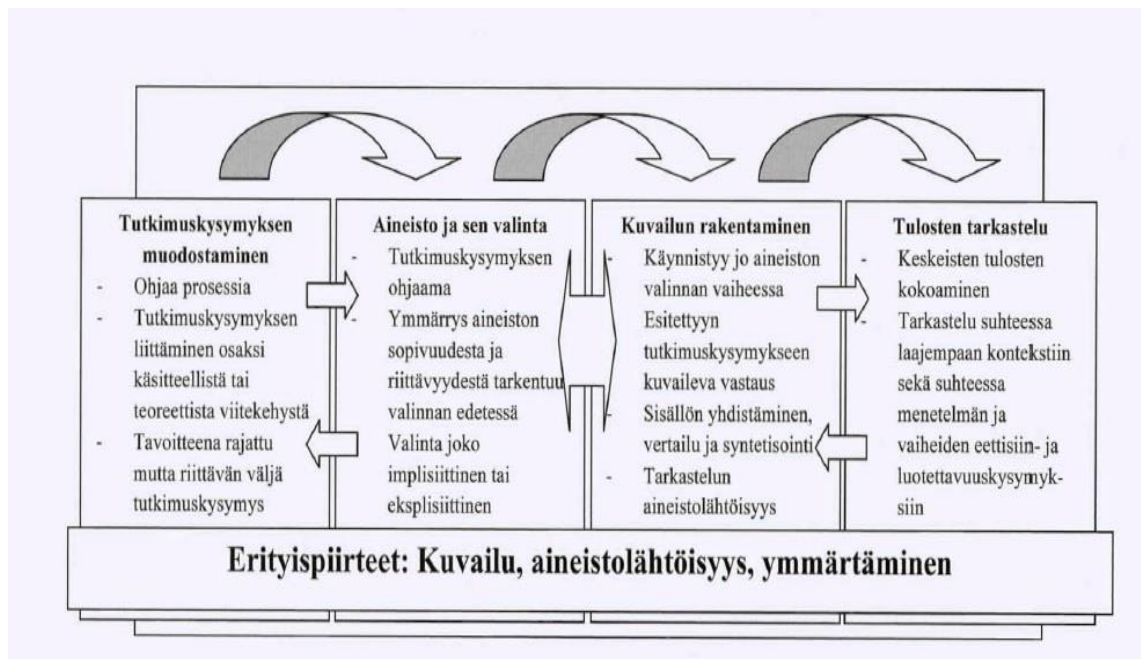 Tutkimuskysymyksen
muodostaminen
- Ohjaa prosessia
- Tutkimuskysymyksen
liittäminen osaksi
käsitteellistä tai
teoreettista viitekehystä
- Tavoitteena rajattu
mutta riittävän väljä
tutkimuskysymys
Aineisto ja sen valinta
- Tutkimuskysymyksen
ohjaama
- Ymmärrys aineiston
sopivuudesta ja
riittävyydestä tarkentuu
valinnan edetessä
- Valinta joko
implisiittinen tai
eksplisiittinen
Kuvailun rakentaminen
- Käynnistyy jo aineiston
valinnan vaiheessa
- Esitettyyn
tutkimuskysymykseen
kuvaileva vastaus
- Sisällön yhdistäminen,
vertailu ja syntetisointi
- Tarkastelun
aineistolähtöisyys
Tulosten tarkastelu
- Keskeisten tulosten
kokoaminen
- Tarkastelu suhteessa
laajempaan kontekstiin
sekä suhteessa
menetelmän ja
vaiheiden eettisiin- ja
luotettavuuskysymyk-
siin
Erityispiirteet: Kuvailu, aineistolähtöisyys, ymmärtäminen